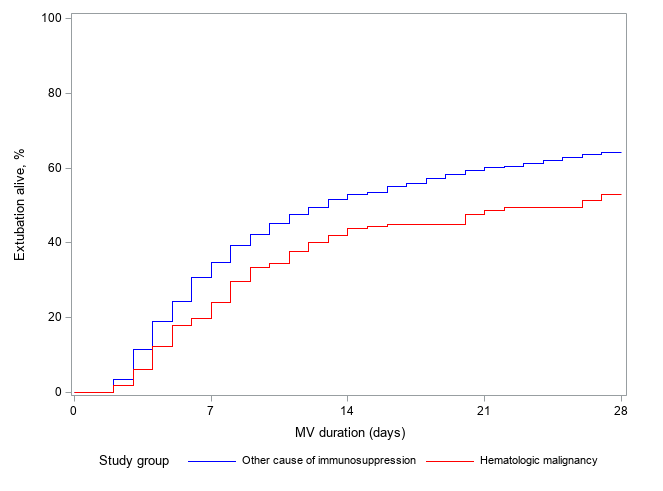 100
80
60
40
20
0
Extubation alive, %
0 7 14 21 28
MV duration (days)
Study group Other cause of immunosuppression Hematologic malignancy